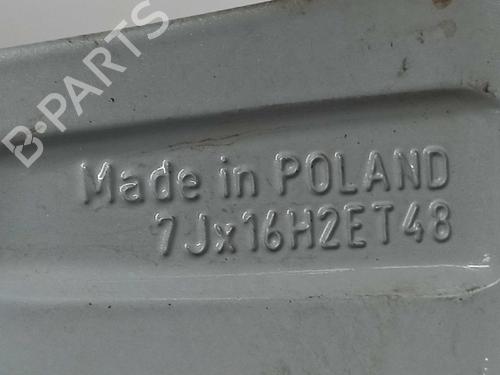 B-PARTS
Made in POLAND
7Jx16H2ET48